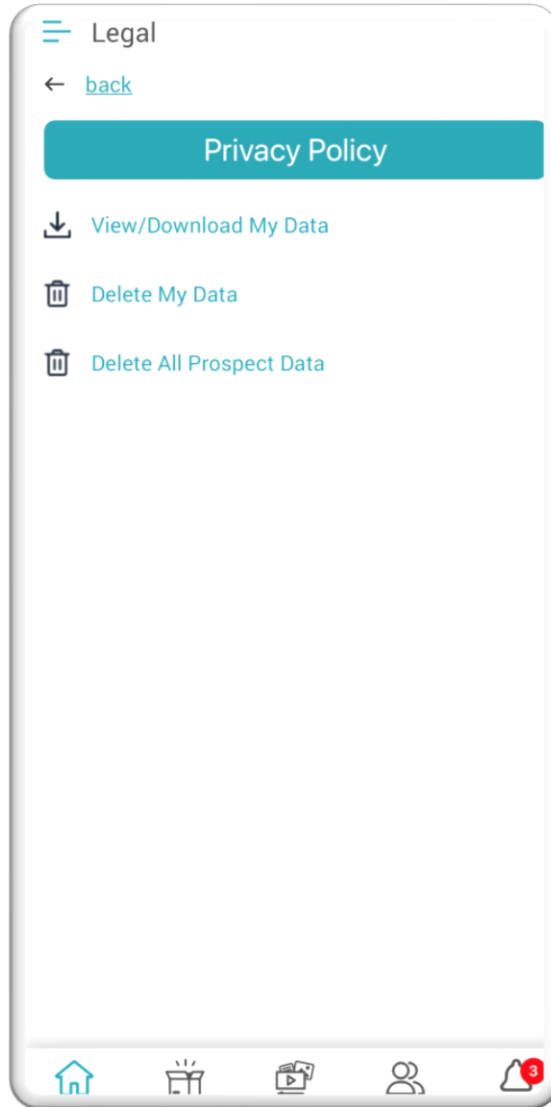 Legal
back
Privacy Policy
View/Download My Data
Delete My Data
Delete All Prospect Data
3